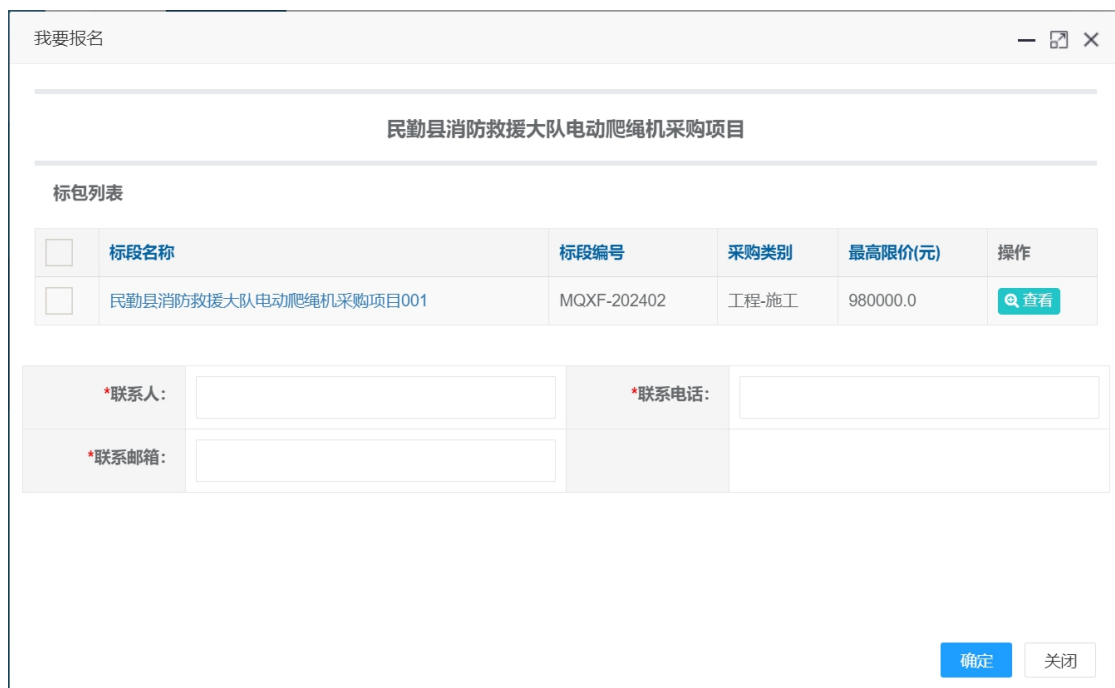 我要报名
民勤县消防救援大队电动爬绳机采购项目
标包列表
标段名称 标段编号 采购类别 最高限价(元) 操作
民勤县消防救援大队电动爬绳机采购项目001 MQXF-202402 工程-施工 980000.0 查看
*联系人： *联系电话：
*联系邮箱：
确定 关闭